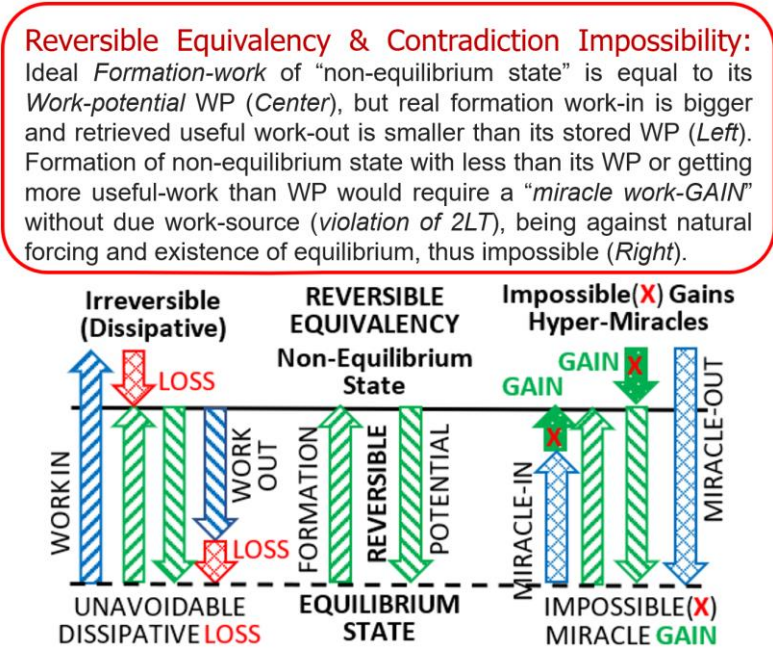 Reversible Equivalency & Contradiction Impossibility:
Ideal Formation-work of “non-equilibrium state” is equal to its
Work-potential WP (Center), but real formation work-in is bigger
and retrieved useful work-out is smaller than its stored WP (Left).
Formation of non-equilibrium state with less than its WP or getting
more useful-work than WP would require a “miracle work-GAIN”
without due work-source (violation of 2LT), being against natural
forcing and existence of equilibrium, thus impossible (Right).
Irreversible
(Dissipative)
REVERSIBLE
EQUIVALENCY
Non-Equilibrium
State
Impossible(X) Gains
Hyper-Miracles
LOSS
WORK IN
WORK
OUT
LOSS
FORMATION
REVERSIBLE
POTENTIAL
GAIN
X
GAIN
X
MIRACLE-IN
MIRACLE-OUT
UNAVOIDABLE
DISSIPATIVE LOSS
EQUILIBRIUM
STATE
IMPOSSIBLE(X)
MIRACLE GAIN